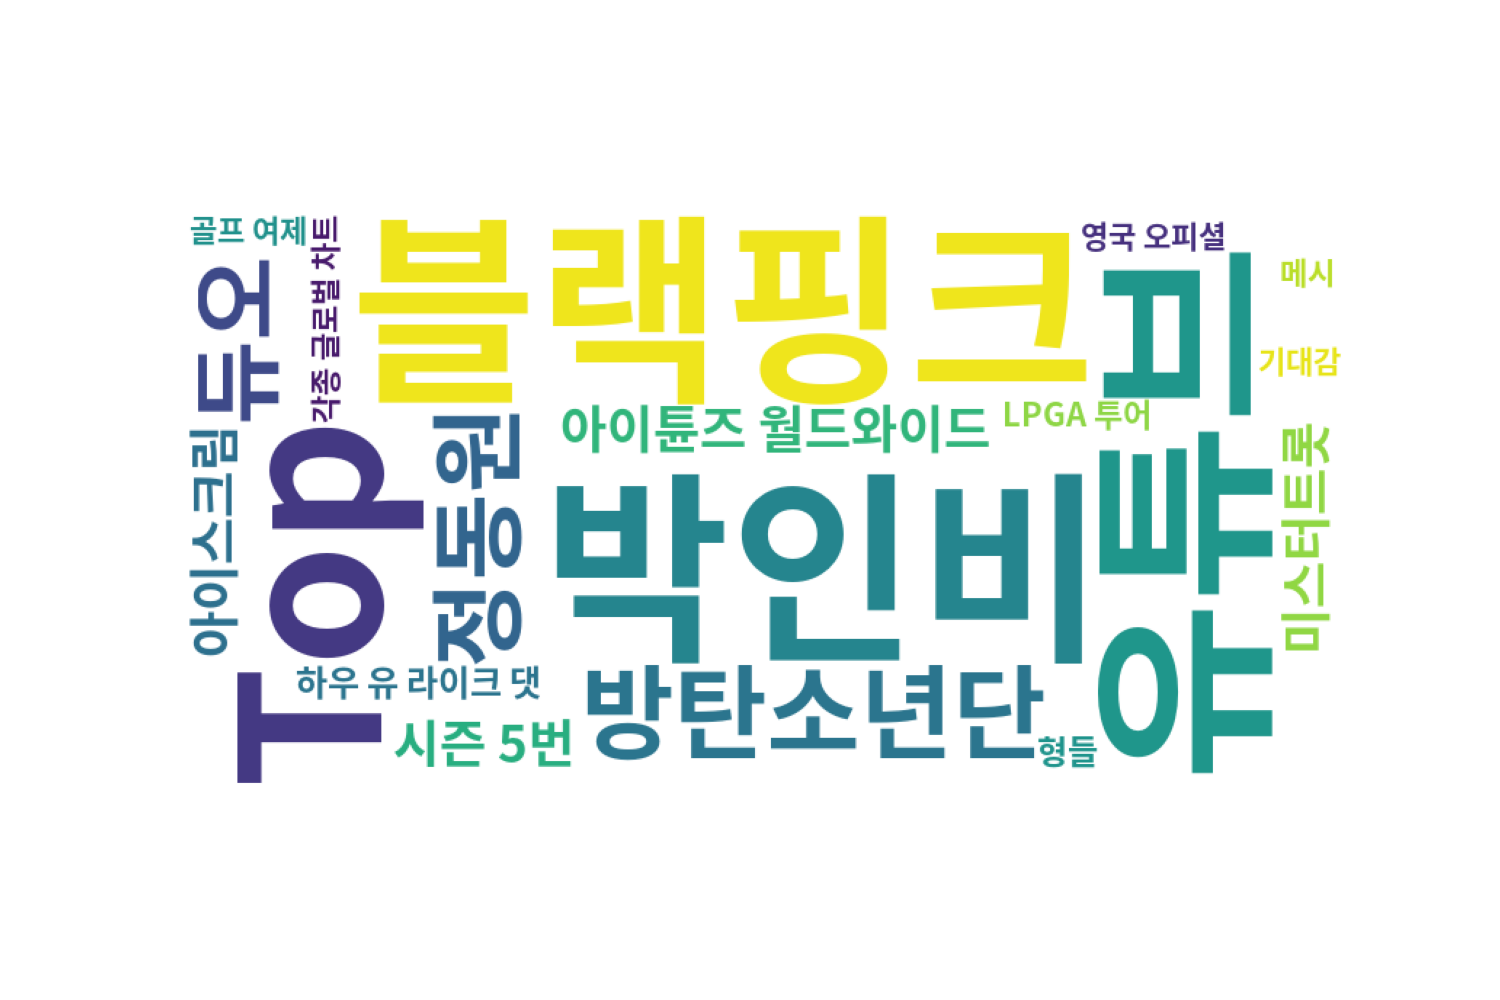 골프 여제
각종 글로벌 차트
블랙핑크
영국 오피셜
유튜브
메시
듀오
기대감
아이튠즈 월드와이드
LPGA 투어
정동원
Top
아이스크림
박인비
미스터트롯
하우 유 라이크 댓
방탄소년단
시즌 5번
형들